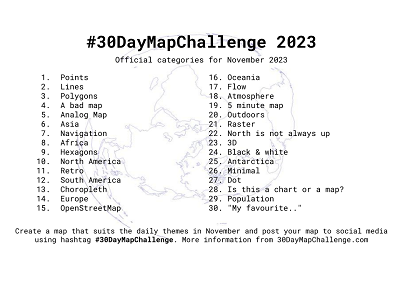 #30DayMapChallenge 2023
Official categories for November 2023
1. Points
2. Lines
3. Polygons
4. A bad map
5. Analog Map
6. Asia
7. Navigation
8. Africa
9. Hexagons
10. North America
11. Retro
12. South America
13. Choropleth
14. Europe
15. OpenStreetMap
16. Oceania
17. Flow
18. Atmosphere
19. 5 minute map
20. Outdoors
21. Raster
22. North is not always up
23. 3D
24. Black & white
25. Antarctica
26. Minimal
27. Dot
28. Is this a chart or a map?
29. Population
30. "My favourite.."
Create a map that suits the daily themes in November and post your map to social media
using hashtag #30DayMapChallenge. More information from 30DayMapChallenge.com